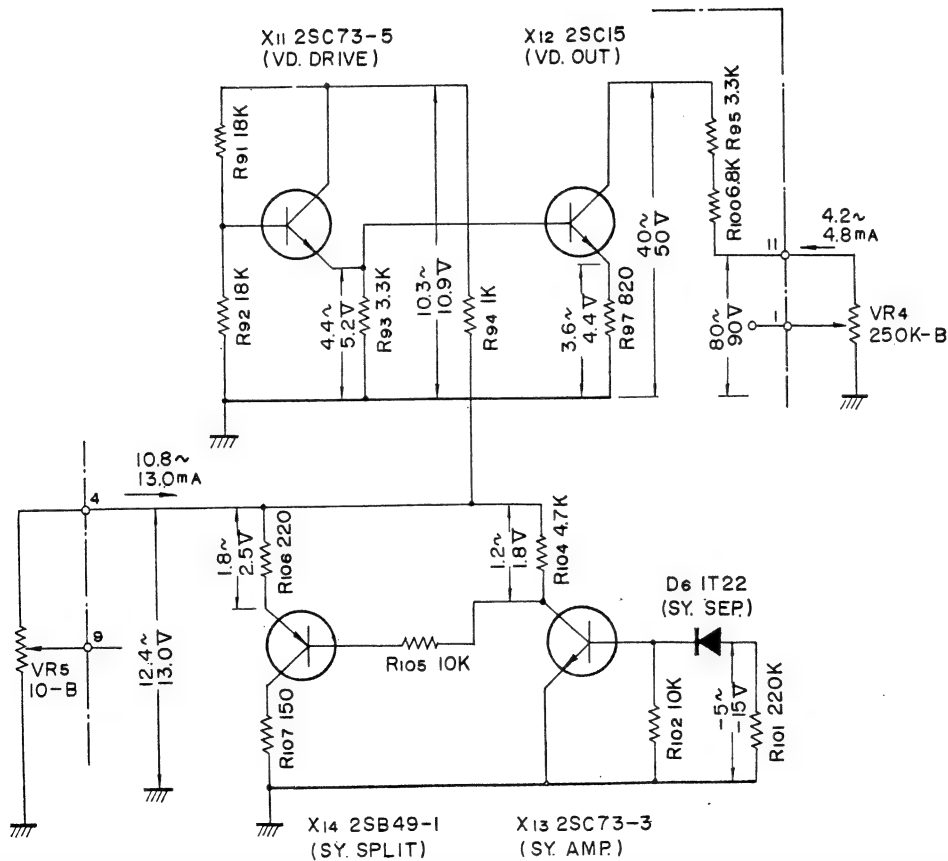 X11 2SC73-5
(VD. DRIVE)
X12 2SC15
(VD. OUT)
R91 18K
R92 18K
4.4~
5.2V
R93 3.3K
10.3~
10.9V
R94 1K
3.6~
4.4V
R97 820
40~
50V
R95 3.3K
R100 6.8K
80~
90V
11
4.2~
4.8mA
1
VR4
250K-B
10.8~
13.0mA
4
9
VR5
10-B
12.4~
13.0V
1.8~
2.5V
R106 220
R107 150
R105 10K
1.2~
1.8V
R104 4.7K
D6 1T22
(SY. SEP.)
R102 10K
-5~
-15V
R101 220K
X14 2SB49-1
(SY. SPLIT)
X13 2SC73-3
(SY. AMP.)